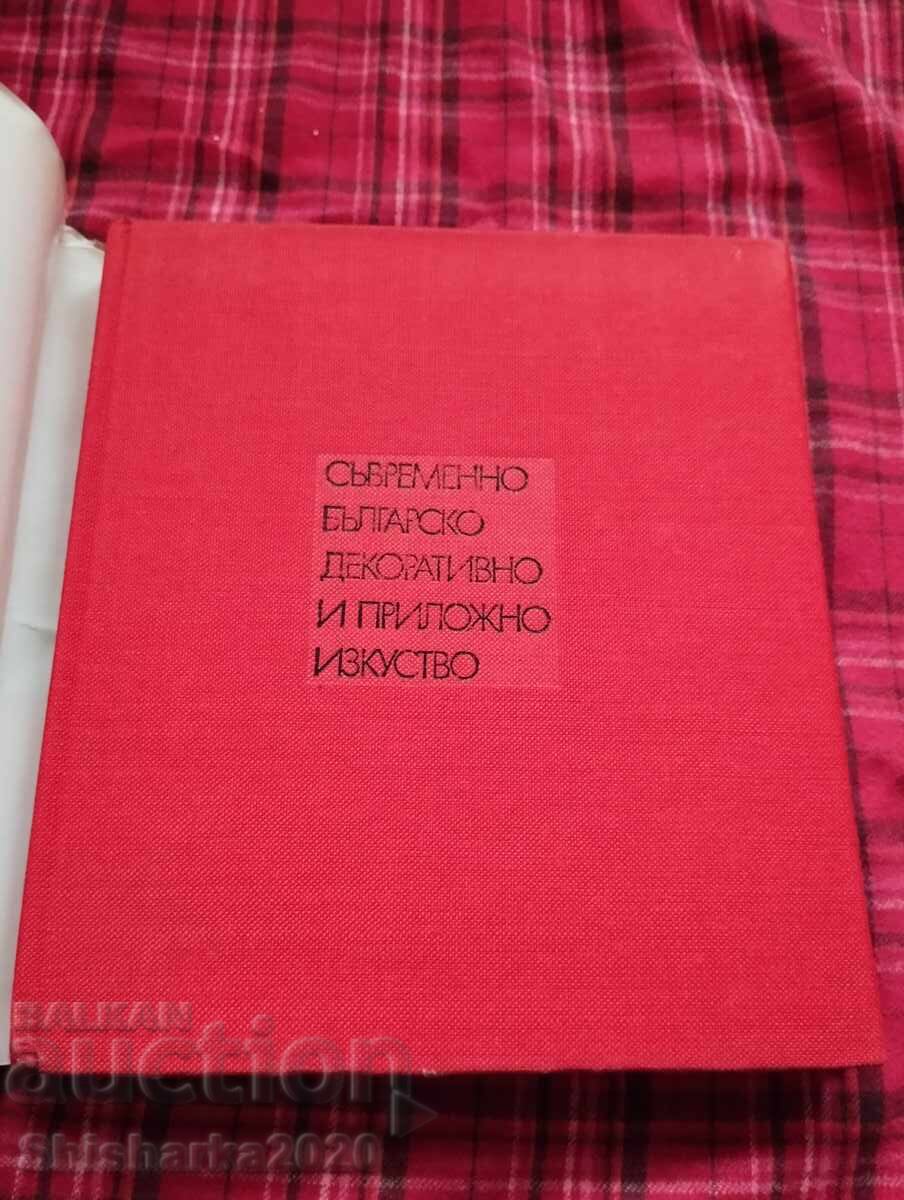 СЪВРЕМЕННО
БЪЛГАРСКО
ДЕКОРАТИВНО
И ПРИЛОЖНО
ИЗКУСТВО
BALKAN
auction
Shisharka2020